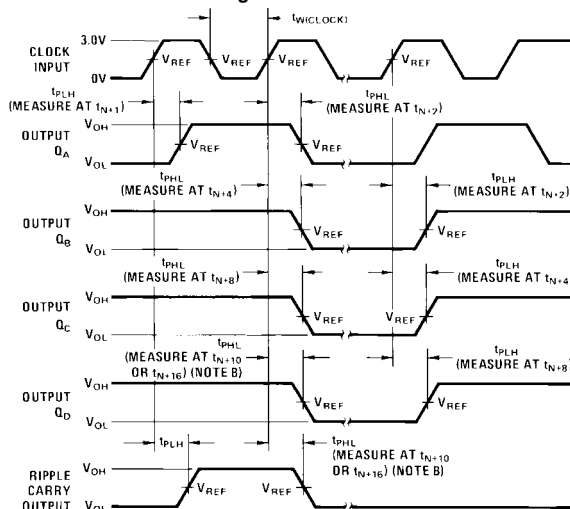 tW(CLOCK)
3.0V
CLOCK
INPUT
0V
VREF
VREF
VREF
VREF
tPLH
(MEASURE AT tN+1)
tPHL
(MEASURE AT tN+2)
OUTPUT
QA
VOH
VOL
VREF
VREF
tPHL
(MEASURE AT tN+4)
tPLH
(MEASURE AT tN+2)
OUTPUT
QB
VOH
VOL
VREF
VREF
tPHL
(MEASURE AT tN+8)
tPLH
(MEASURE AT tN+4
OUTPUT
QC
VOH
VOL
VREF
VREF
tPHL
(MEASURE AT tN+10
OR tN+16) (NOTE B)
tPLH
(MEASURE AT tN+8)
OUTPUT
QD
VOH
VOL
VREF
VREF
tPLH
tPHL
(MEASURE AT tN+10
OR tN+16) (NOTE B)
RIPPLE
CARRY
OUTPUT
VOH
VOL
VREF
VREF